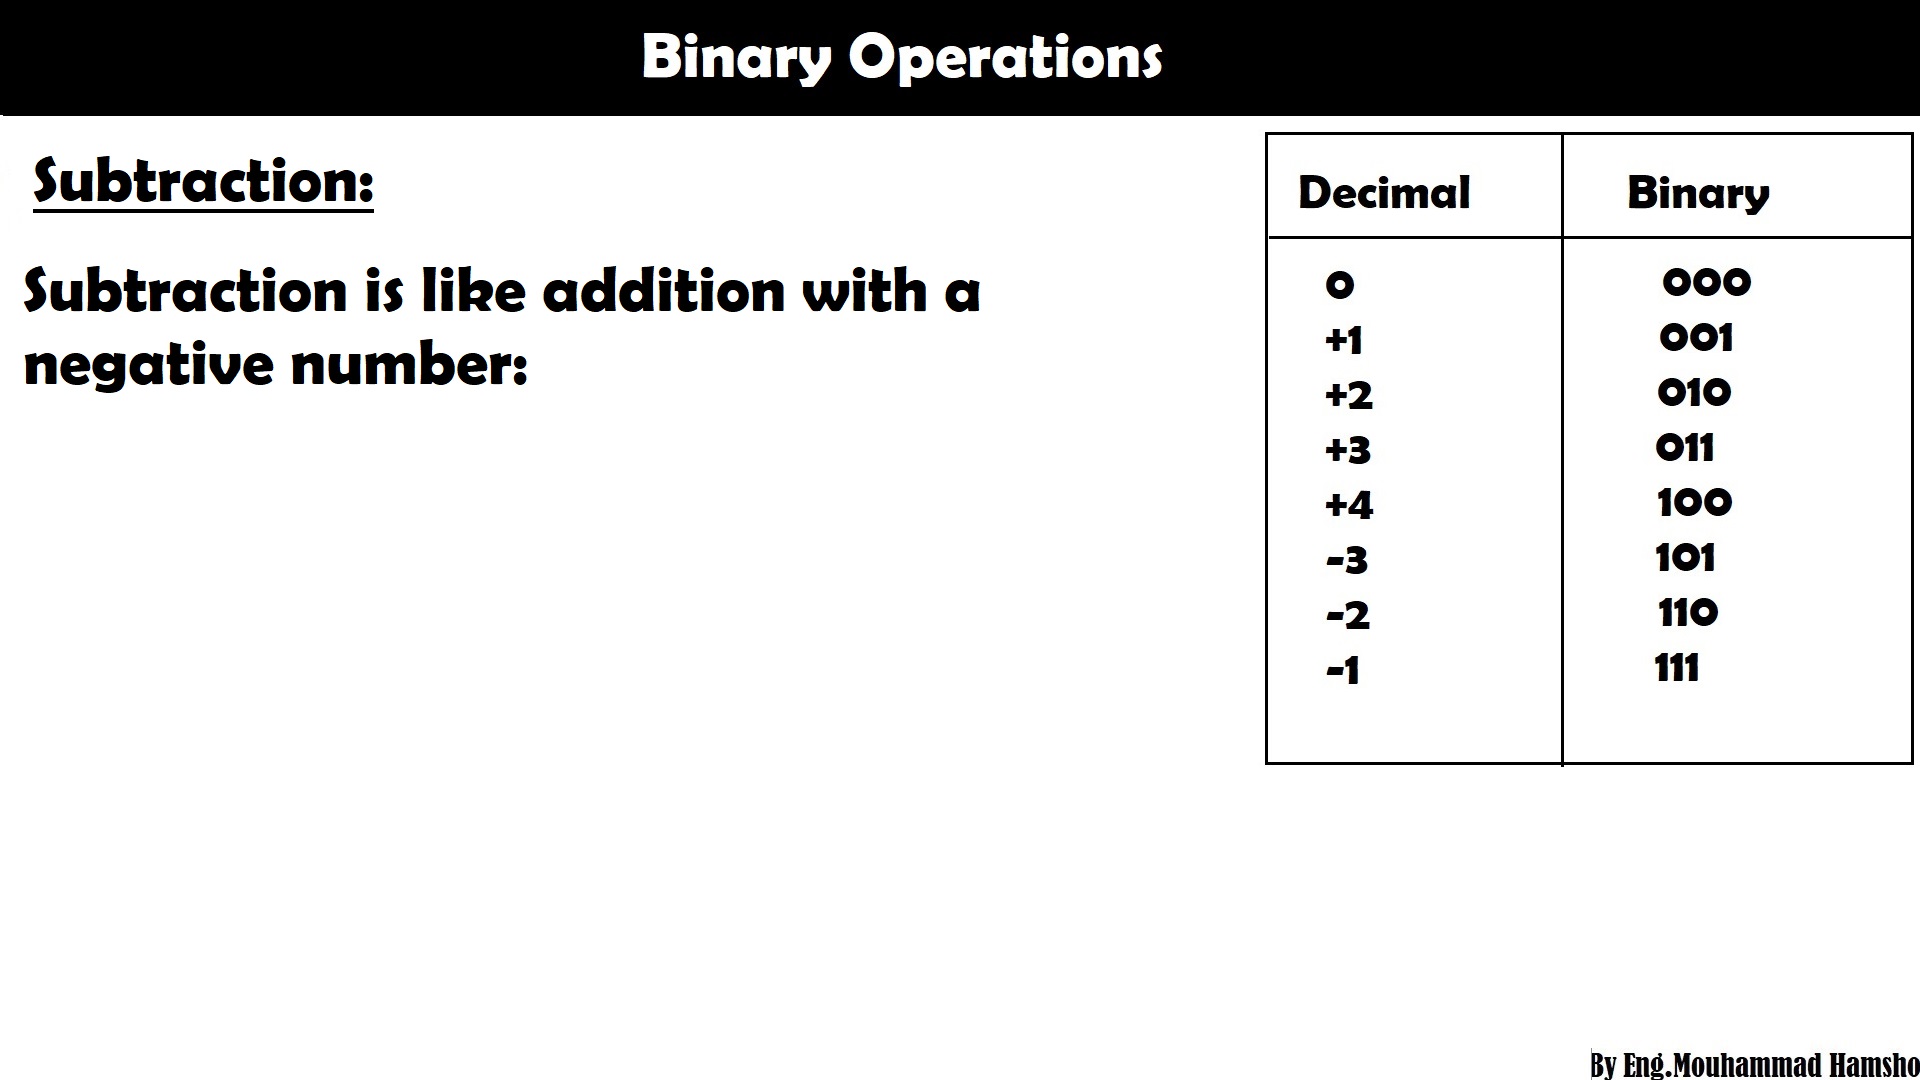 Binary Operations
Subtraction:
Subtraction is like addition with a
negative number:
Decimal Binary
0 000
+1 001
+2 010
+3 011
+4 100
-3 101
-2 110
-1 111
By Eng.Mouhammad Hamsho